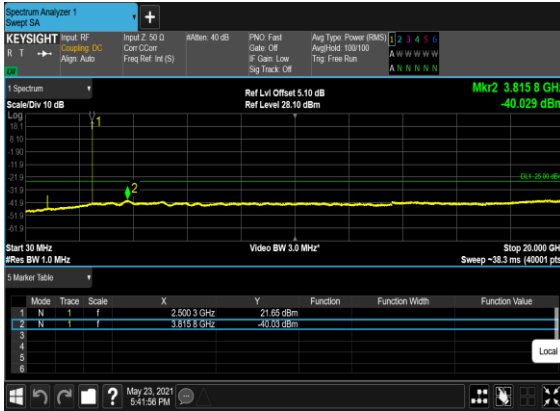 Spectrum Analyzer 1
Swept SA
+
KEYSIGHT Input: RF Input Z: 50 Ω #Atten: 40 dB PNO: Fast Avg Type: Power (RMS) 1 2 3 4 5 6
R T Coupling: DC Corr CCorr Gate: Off Avg|Hold: 100/100 A W W W W W
Align: Auto Freq Ref: Int (S) IF Gain: Low Trig: Free Run
Sig Track: Off A N N N N N
1 Spectrum
Ref Lvl Offset 5.10 dB Mkr2 3.815 8 GHz
Scale/Div 10 dB Ref Level 28.10 dBm -40.029 dBm
Log
18.1
8.10
-1.90
-11.9
-21.9
-31.9
-41.9
-51.9
-61.9
1
2
DL1 -25.00 dBm
Start 30 MHz Video BW 3.0 MHz* Stop 20.000 GHz
#Res BW 1.0 MHz Sweep ~38.3 ms (40001 pts)
5 Marker Table
Mode Trace Scale X Y Function Function Width Function Value
1 N 1 f 2.500 3 GHz 21.65 dBm
2 N 1 f 3.815 8 GHz -40.03 dBm
3
4
5
6
Local
? May 23, 2021
5:41:56 PM